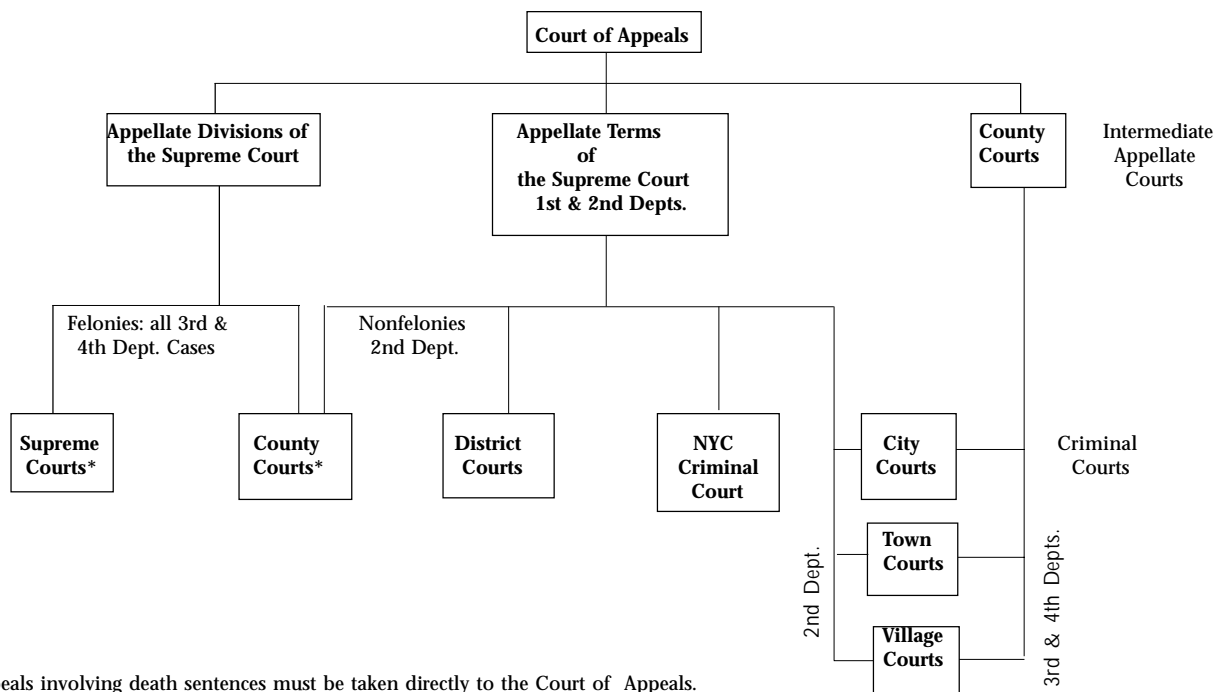 Court of Appeals
Appellate Divisions of
the Supreme Court
Appellate Terms
of
the Supreme Court
1st & 2nd Depts.
County
Courts
Intermediate
Appellate
Courts
Felonies: all 3rd &
4th Dept. Cases
Nonfelonies
2nd Dept.
Supreme
Courts*
County
Courts*
District
Courts
NYC
Criminal
Court
City
Courts
Criminal
Courts
Town
Courts
Village
Courts
2nd Dept.
3rd & 4th Depts.
eals involving death sentences must be taken directly to the Court of Appeals.